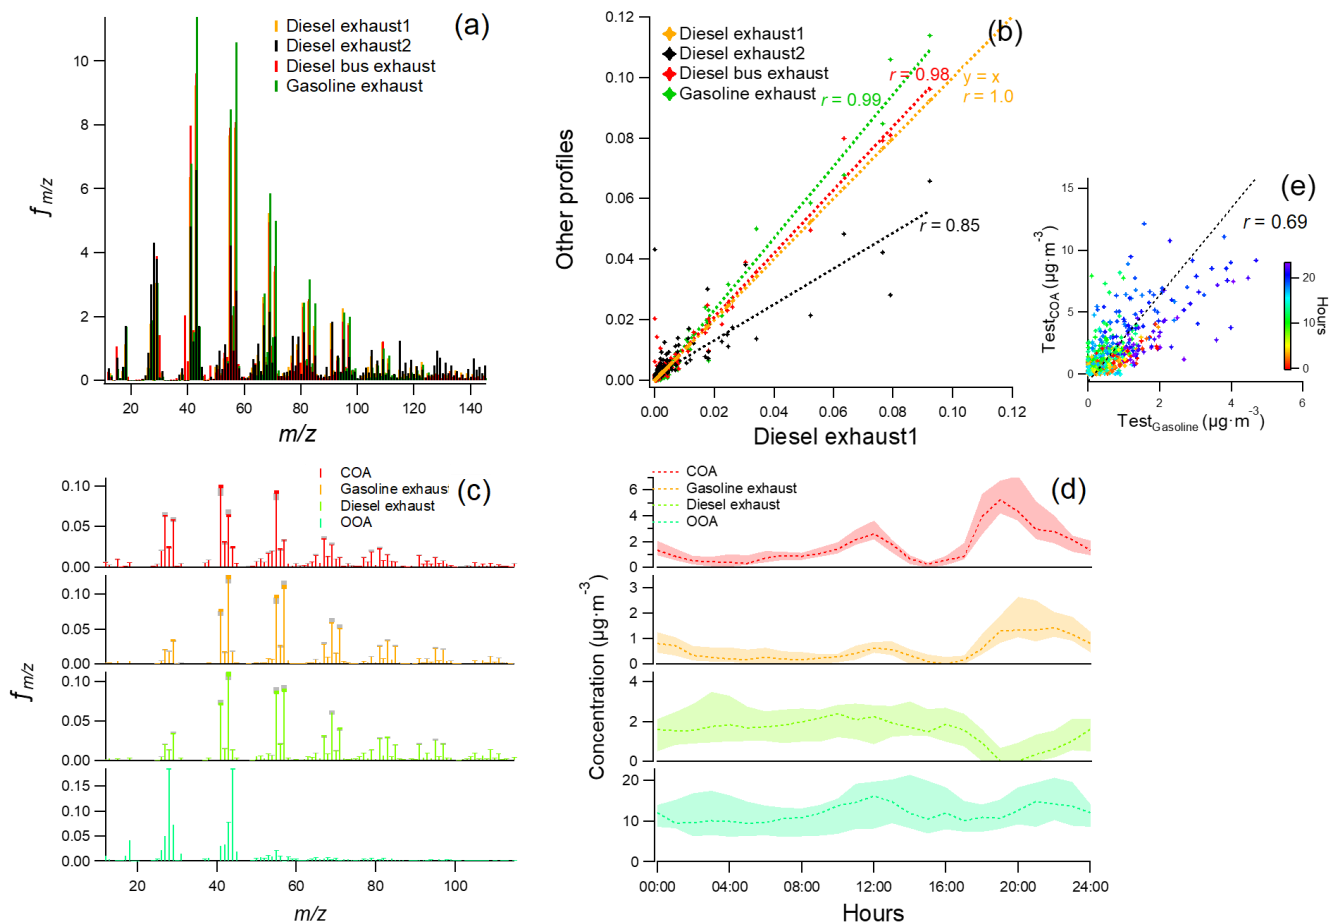 (a)
Diesel exhaust1
Diesel exhaust2
Diesel bus exhaust
Gasoline exhaust
10
8
6
4
2
0
f m/z
20
40
60
80
100
120
140
m/z
(b)
Diesel exhaust1
Diesel exhaust2
Diesel bus exhaust
Gasoline exhaust
r = 0.98
r = 0.99
y = x
r = 1.0
r = 0.85
0.12
0.10
0.08
0.06
0.04
0.02
0.00
Other profiles
0.00
0.02
0.04
0.06
0.08
0.10
0.12
Diesel exhaust1
(e)
r = 0.69
15
10
5
0
TestCOA (µg·m⁻³)
0
2
4
6
TestGasoline (µg·m⁻³)
20
10
0
Hours
COA
Gasoline exhaust
Diesel exhaust
OOA
(c)
0.10
0.05
0.00
0.10
0.05
0.00
0.10
0.05
0.00
0.15
0.10
0.05
0.00
f m/z
20
40
60
80
100
m/z
COA
Gasoline exhaust
Diesel exhaust
OOA
(d)
6
4
2
0
3
2
1
0
4
2
0
20
10
0
Concentration (µg·m⁻³)
00:00
04:00
08:00
12:00
16:00
20:00
24:00
Hours